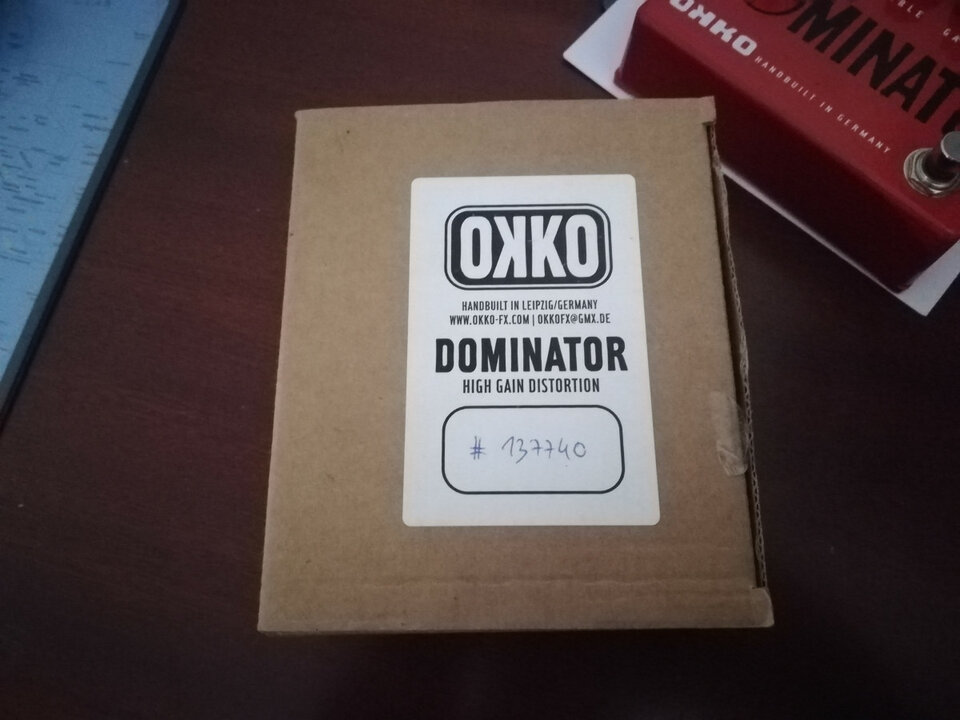 OKKO
HANDBUILT IN LEIPZIG/GERMANY
WWW.OKKO-FX.COM | OKKOFX@GMX.DE
DOMINATOR
HIGH GAIN DISTORTION
# 137740
OKKO
HANDBUILT IN GERMANY